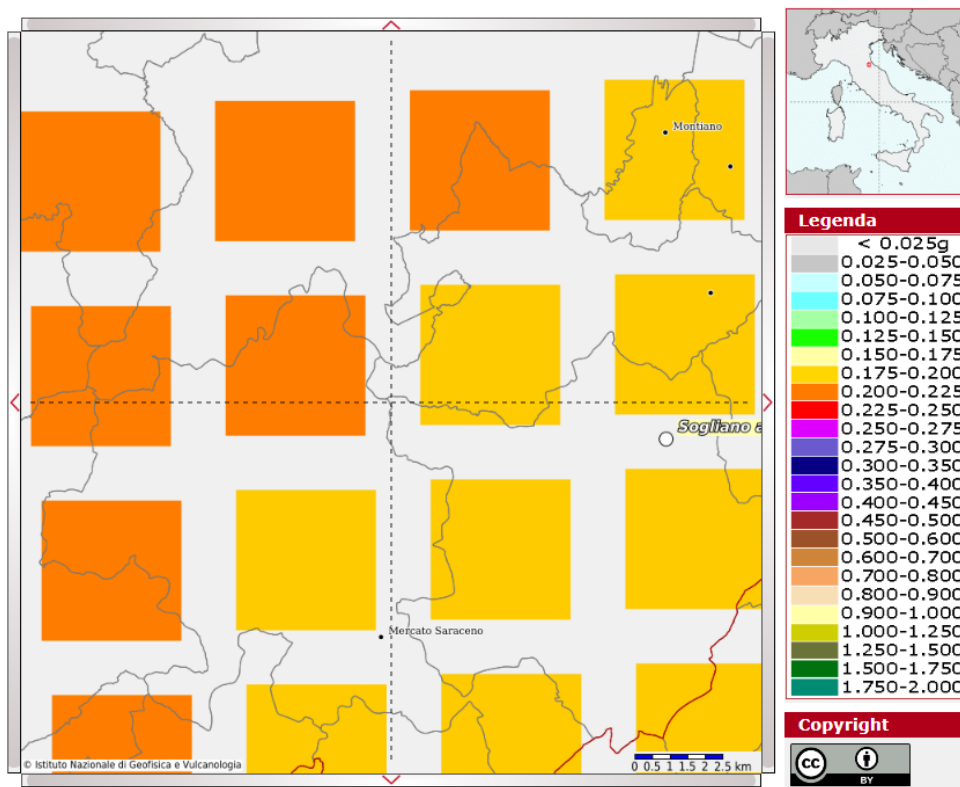 Montiano
Sogliano a
Mercato Saraceno
© Istituto Nazionale di Geofisica e Vulcanologia
0 0.5 1 1.5 2 2.5 km
Legenda
< 0.025g
0.025-0.050
0.050-0.075
0.075-0.100
0.100-0.125
0.125-0.150
0.150-0.175
0.175-0.200
0.200-0.225
0.225-0.250
0.250-0.275
0.275-0.300
0.300-0.350
0.350-0.400
0.400-0.450
0.450-0.500
0.500-0.600
0.600-0.700
0.700-0.800
0.800-0.900
0.900-1.000
1.000-1.250
1.250-1.500
1.500-1.750
1.750-2.000
Copyright
cc
BY